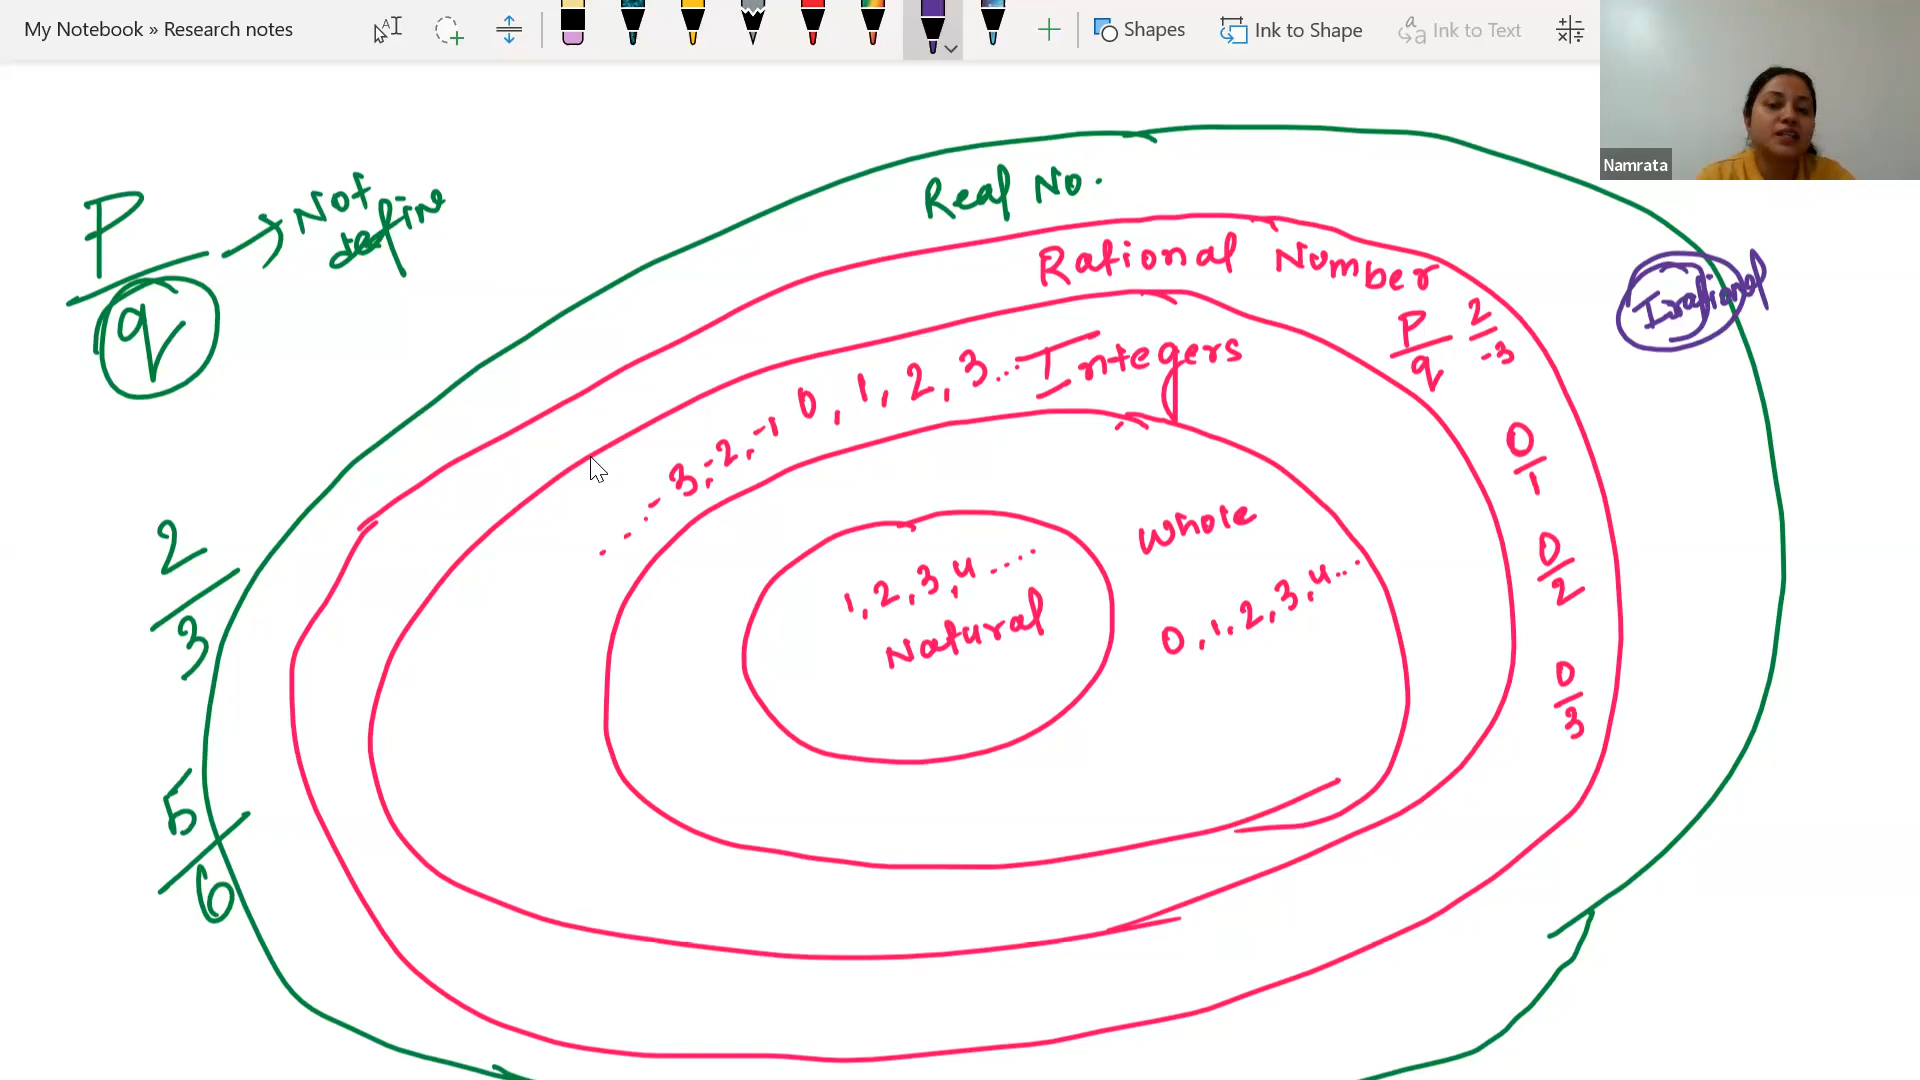 My Notebook » Research notes
Shapes
Ink to Shape
Ink to Text
Namrata
Real No.
P/q → Not define
Rational Number
P/q 2/-3
... -3, -2, -1 0, 1, 2, 3... Integers
0/1
Whole
2/3
0/2
1, 2, 3, 4 ....
Natural
0, 1, 2, 3, 4...
0/3
5/6